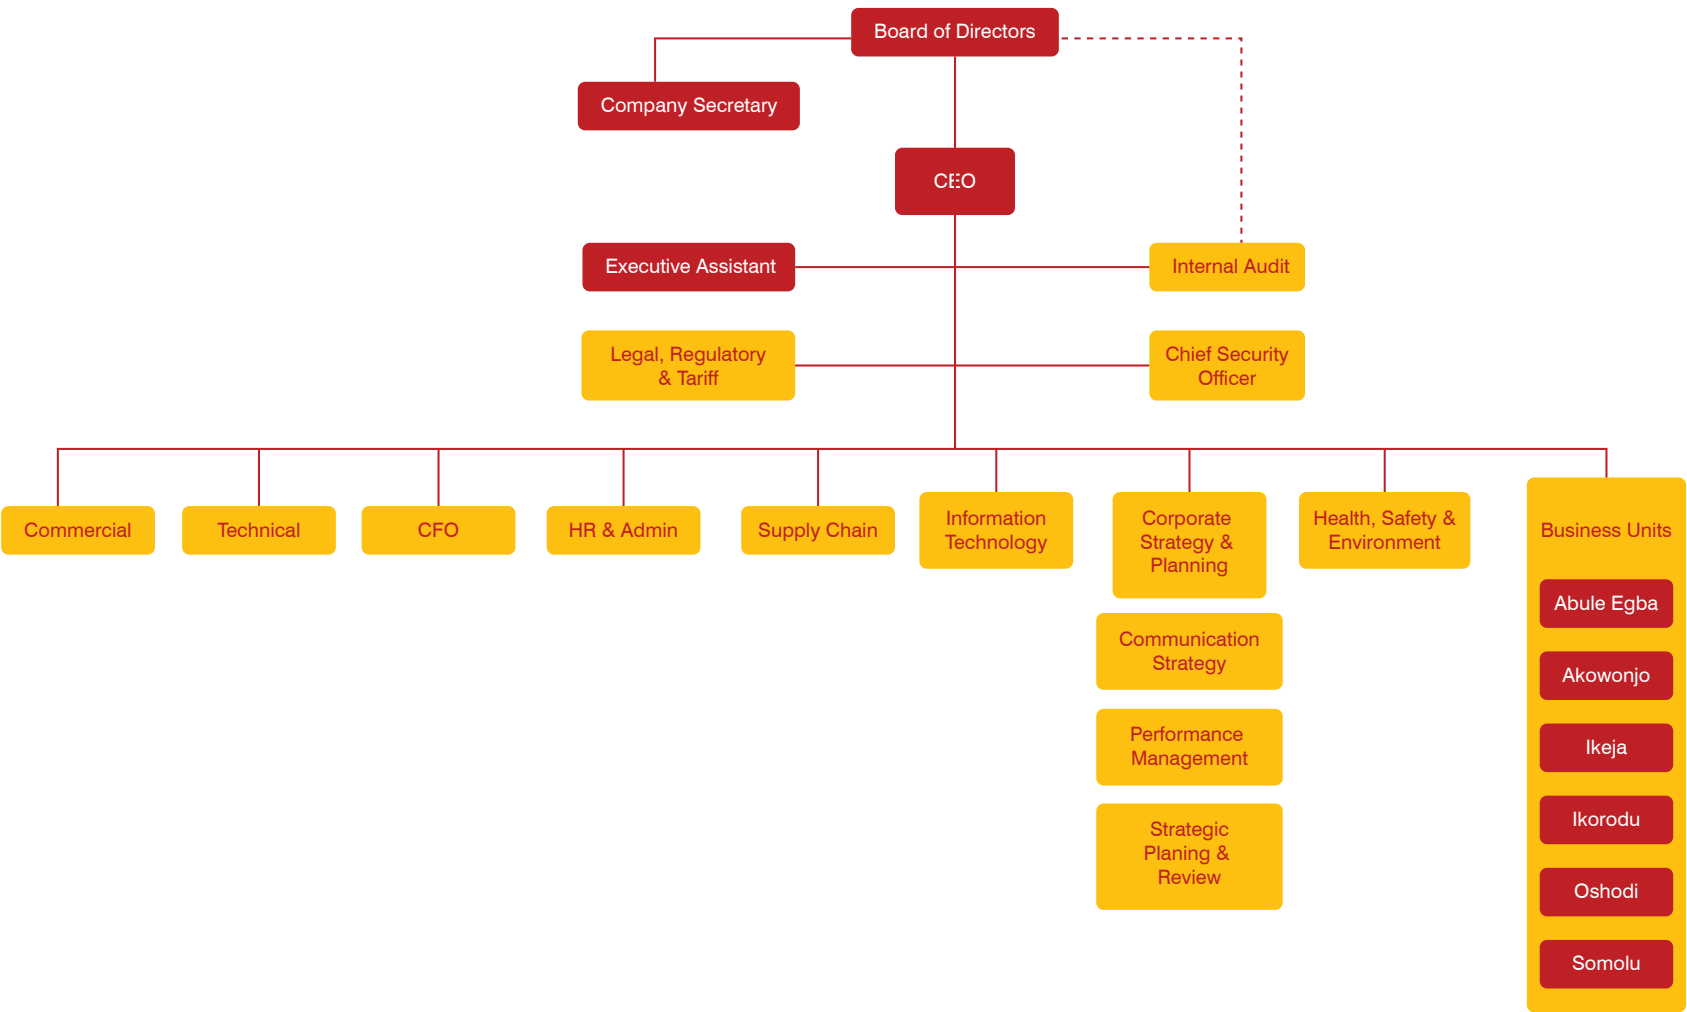 Board of Directors
Company Secretary
CEO
Executive Assistant
Internal Audit
Legal, Regulatory
& Tariff
Chief Security
Officer
Commercial
Technical
CFO
HR & Admin
Supply Chain
Information
Technology
Corporate
Strategy &
Planning
Health, Safety &
Environment
Business Units
Communication
Strategy
Performance
Management
Strategic
Planing &
Review
Abule Egba
Akowonjo
Ikeja
Ikorodu
Oshodi
Somolu